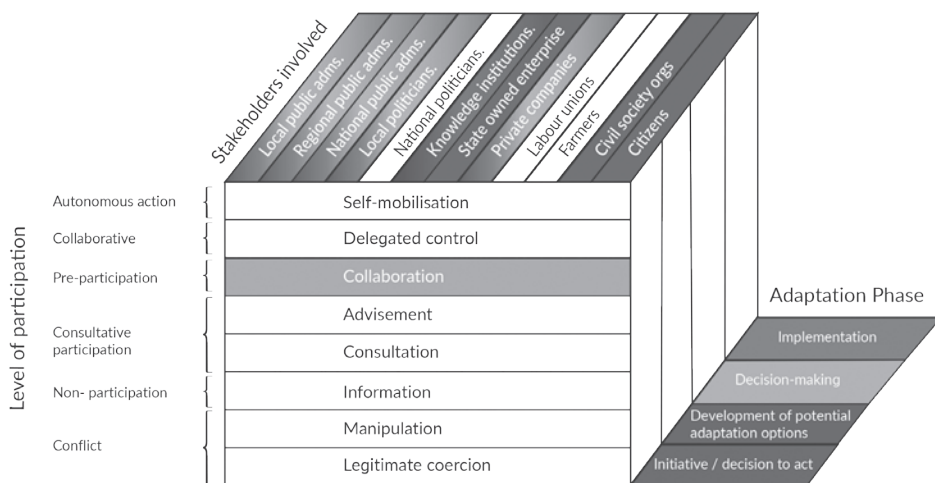 Stakeholders involved
Local public adms.
Regional public adms.
National public adms.
Local politicians.
National politicians.
Knowledge institutions.
State owned enterprise
Private companies
Labour unions
Farmers
Civil society orgs
Citizens
Level of participation
Autonomous action
Self-mobilisation
Collaborative
Delegated control
Pre-participation
Collaboration
Consultative
participation
Advisement
Consultation
Non- participation
Information
Conflict
Manipulation
Legitimate coercion
Adaptation Phase
Implementation
Decision-making
Development of potential
adaptation options
Initiative / decision to act